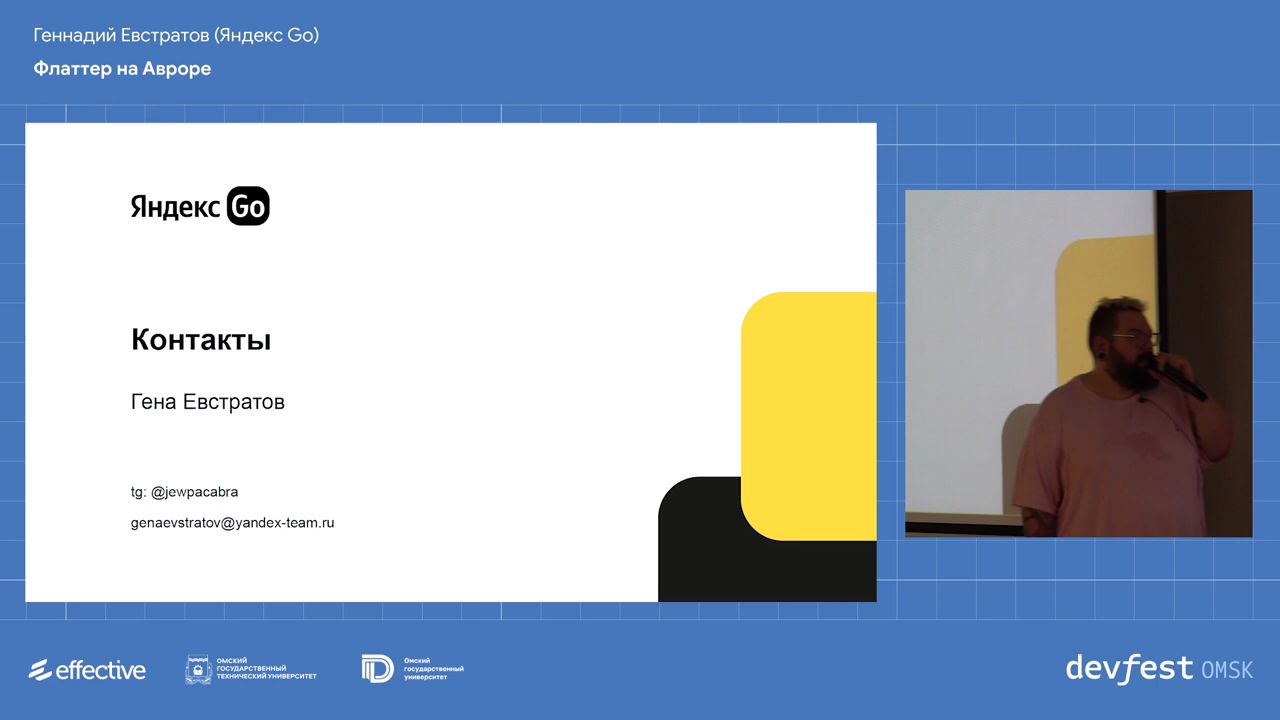 Геннадий Евстратов (Яндекс Go)
Флаттер на Авроре
Яндекс Go
Контакты
Гена Евстратов
tg: @jewpacabra
genaevstratov@yandex-team.ru
effective
ОМСКИЙ
ГОСУДАРСТВЕННЫЙ
ТЕХНИЧЕСКИЙ УНИВЕРСИТЕТ
Омский
государственный
университет
devfest OMSK